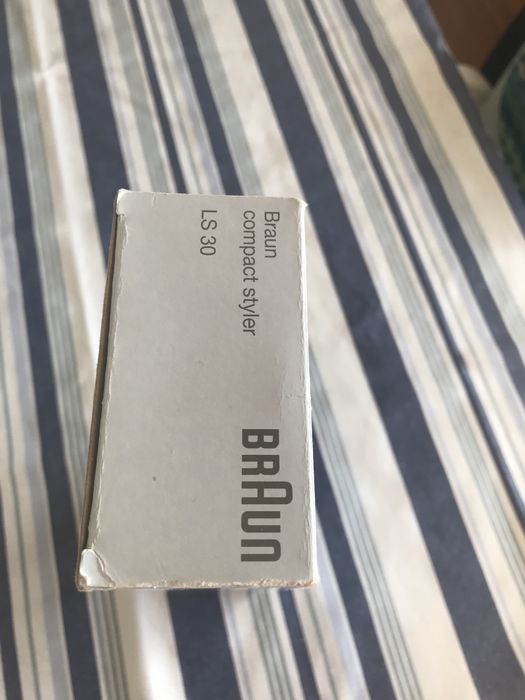 Braun
compact styler
LS 30
BRAUN